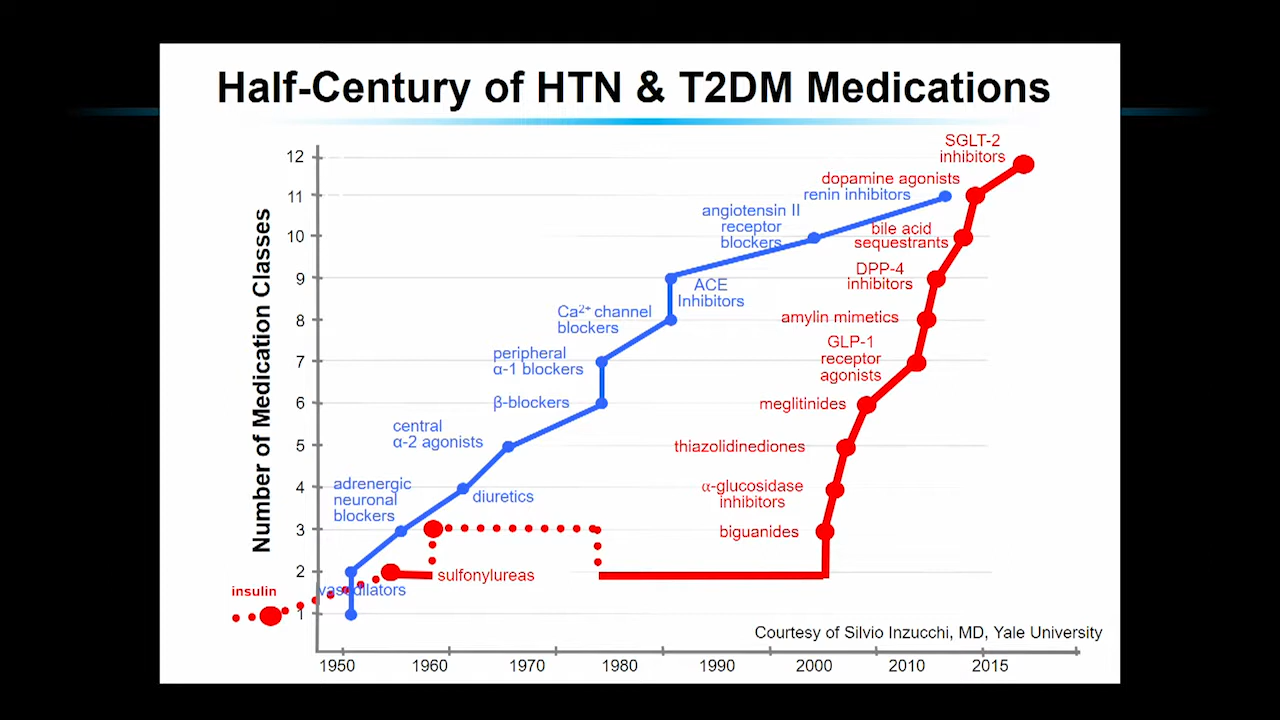 Half-Century of HTN & T2DM Medications
Number of Medication Classes
12
11
10
9
8
7
6
5
4
3
2
1
SGLT-2
inhibitors
dopamine agonists
renin inhibitors
angiotensin II
receptor
blockers
bile acid
sequestrants
DPP-4
inhibitors
ACE
Inhibitors
Ca²⁺ channel
blockers
amylin mimetics
GLP-1
receptor
agonists
peripheral
α-1 blockers
β-blockers
meglitinides
central
α-2 agonists
thiazolidinediones
adrenergic
neuronal
blockers
diuretics
α-glucosidase
inhibitors
biguanides
sulfonylureas
insulin
vasodilators
Courtesy of Silvio Inzucchi, MD, Yale University
1950 1960 1970 1980 1990 2000 2010 2015